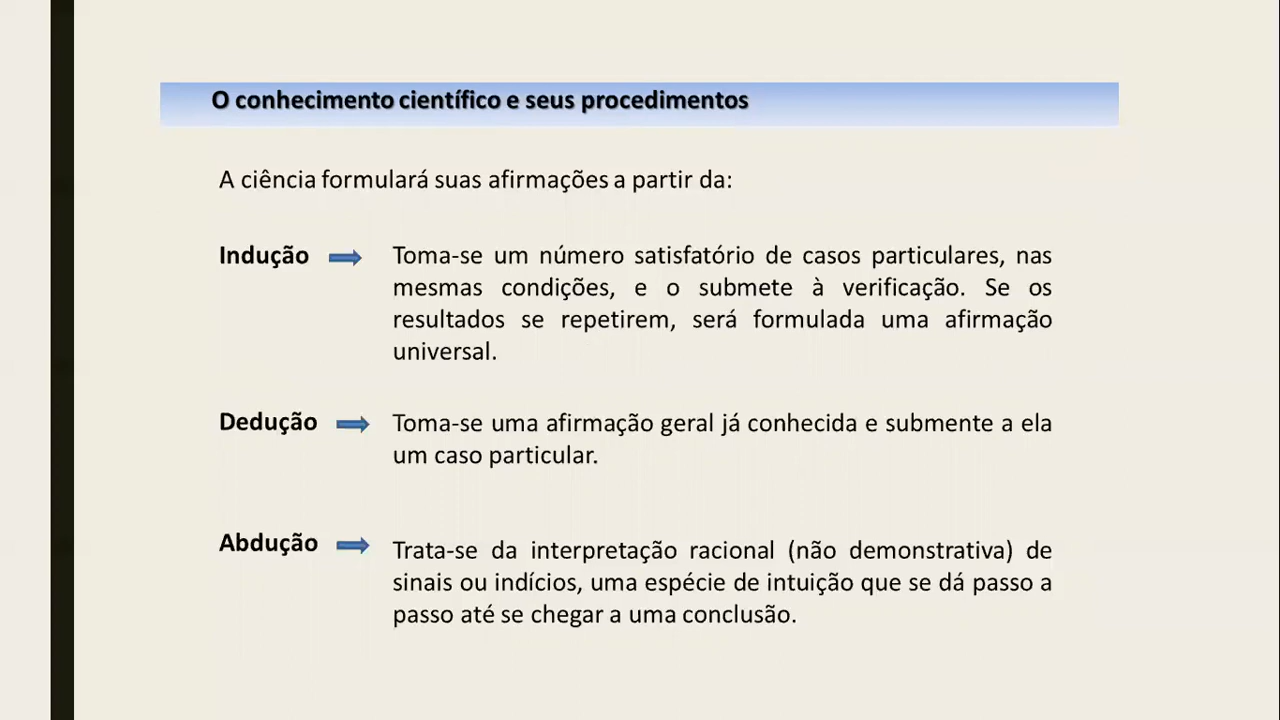 O conhecimento científico e seus procedimentos
A ciência formulará suas afirmações a partir da:
Indução
Toma-se um número satisfatório de casos particulares, nas
mesmas condições, e o submete à verificação. Se os
resultados se repetirem, será formulada uma afirmação
universal.
Dedução
Toma-se uma afirmação geral já conhecida e submente a ela
um caso particular.
Abdução
Trata-se da interpretação racional (não demonstrativa) de
sinais ou indícios, uma espécie de intuição que se dá passo a
passo até se chegar a uma conclusão.